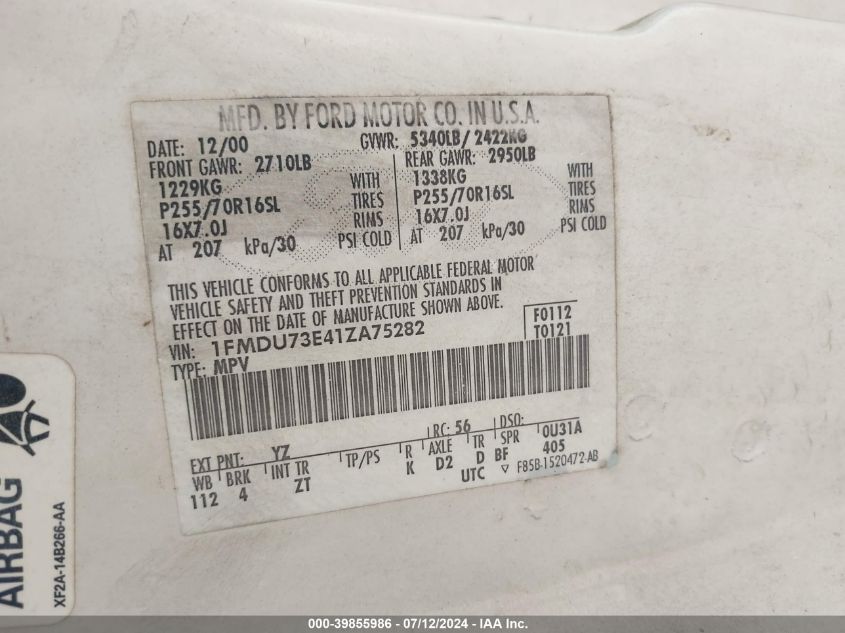 MFD. BY FORD MOTOR CO. IN U.S.A.
DATE: 12/00 GVWR: 5340LB/ 2422KG
FRONT GAWR: 2710LB REAR GAWR: 2950LB
1229KG WITH 1338KG WITH
P255/70R16SL TIRES P255/70R16SL TIRES
16X7.0J RIMS 16X7.0J RIMS
AT 207 kPa/30 PSI COLD AT 207 kPa/30 PSI COLD
THIS VEHICLE CONFORMS TO ALL APPLICABLE FEDERAL MOTOR
VEHICLE SAFETY AND THEFT PREVENTION STANDARDS IN
EFFECT ON THE DATE OF MANUFACTURE SHOWN ABOVE.
VIN: 1FMDU73E41ZA75282 F0112
TYPE: MPV T0121
EXT PNT: YZ RC: 56 DSO:
WB BRK INT TR TP/PS R AXLE TR SPR 0U31A
112 4 ZT K D2 D BF 405
UTC ▽ F85B-1520472-AB
AIRBAG
XF2A-14B266-AA
000-39855986 - 07/12/2024 - IAA Inc.